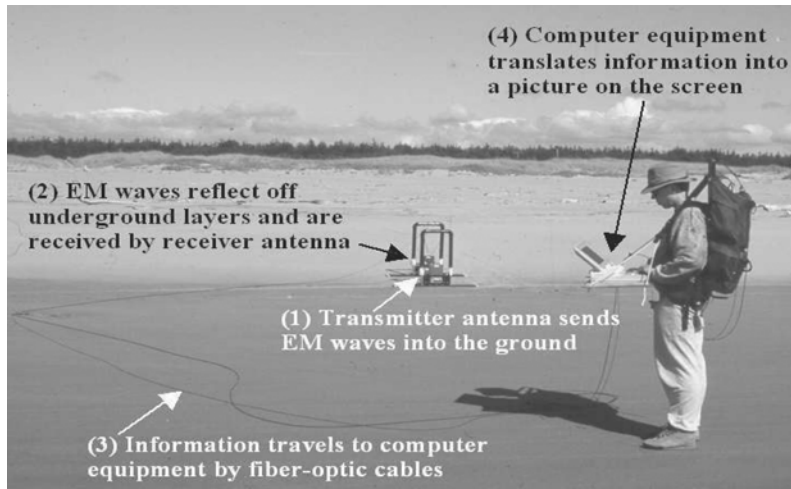 (4) Computer equipment
translates information into
a picture on the screen
(2) EM waves reflect off
underground layers and are
received by receiver antenna
(1) Transmitter antenna sends
EM waves into the ground
(3) Information travels to computer
equipment by fiber-optic cables